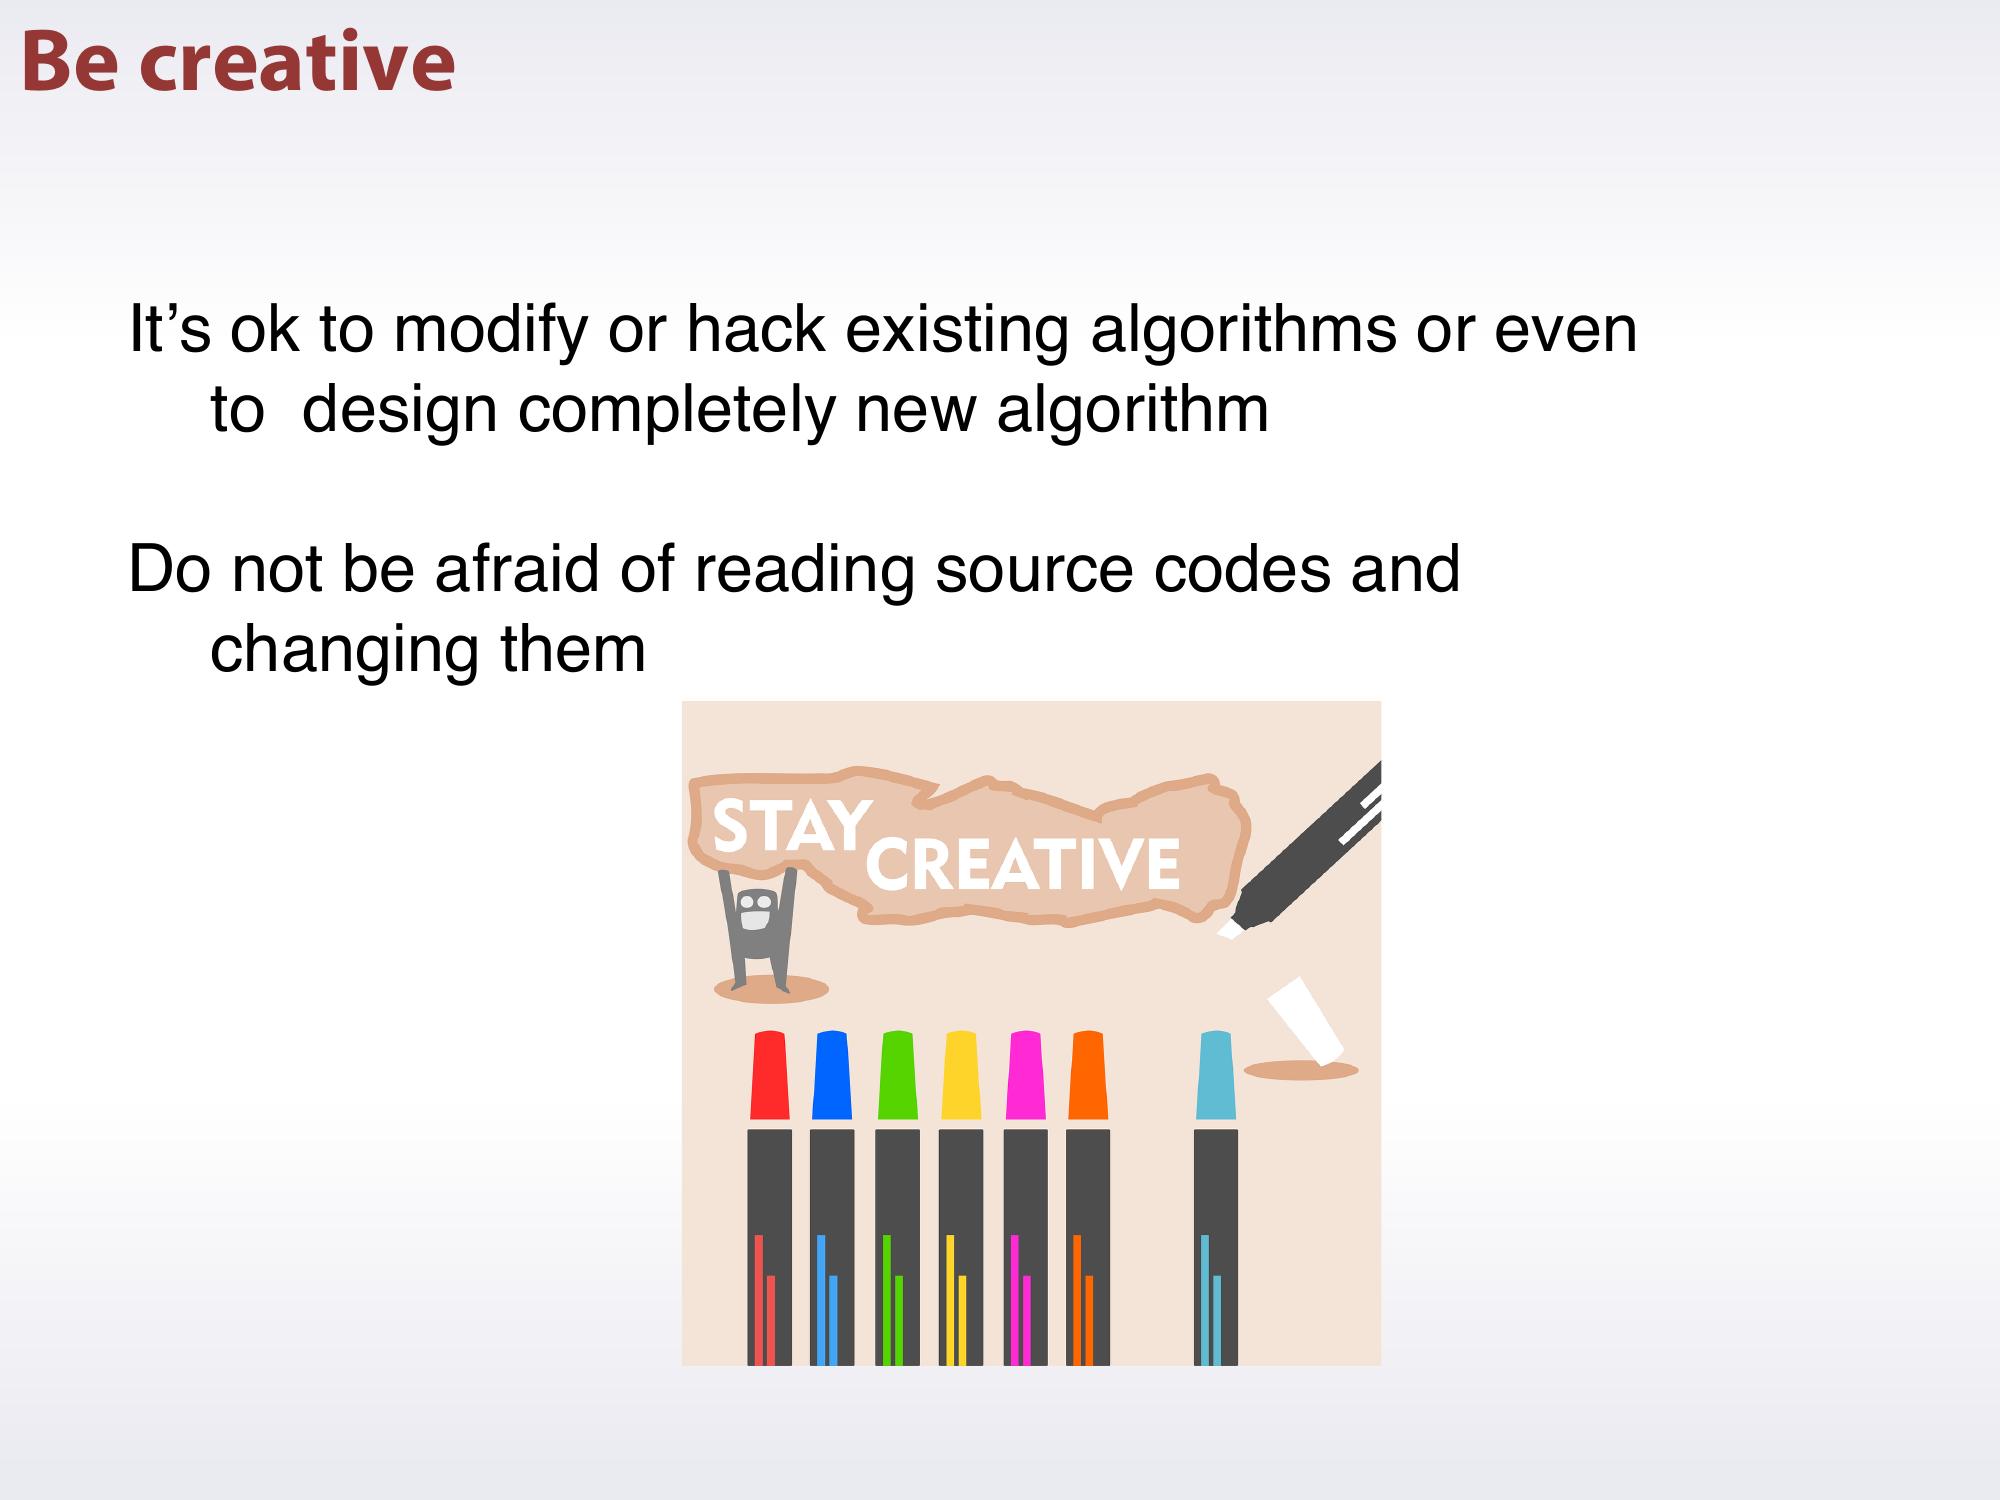 Be creative
It’s ok to modify or hack existing algorithms or even
to  design completely new algorithm
Do not be afraid of reading source codes and
changing them
STAY
CREATIVE